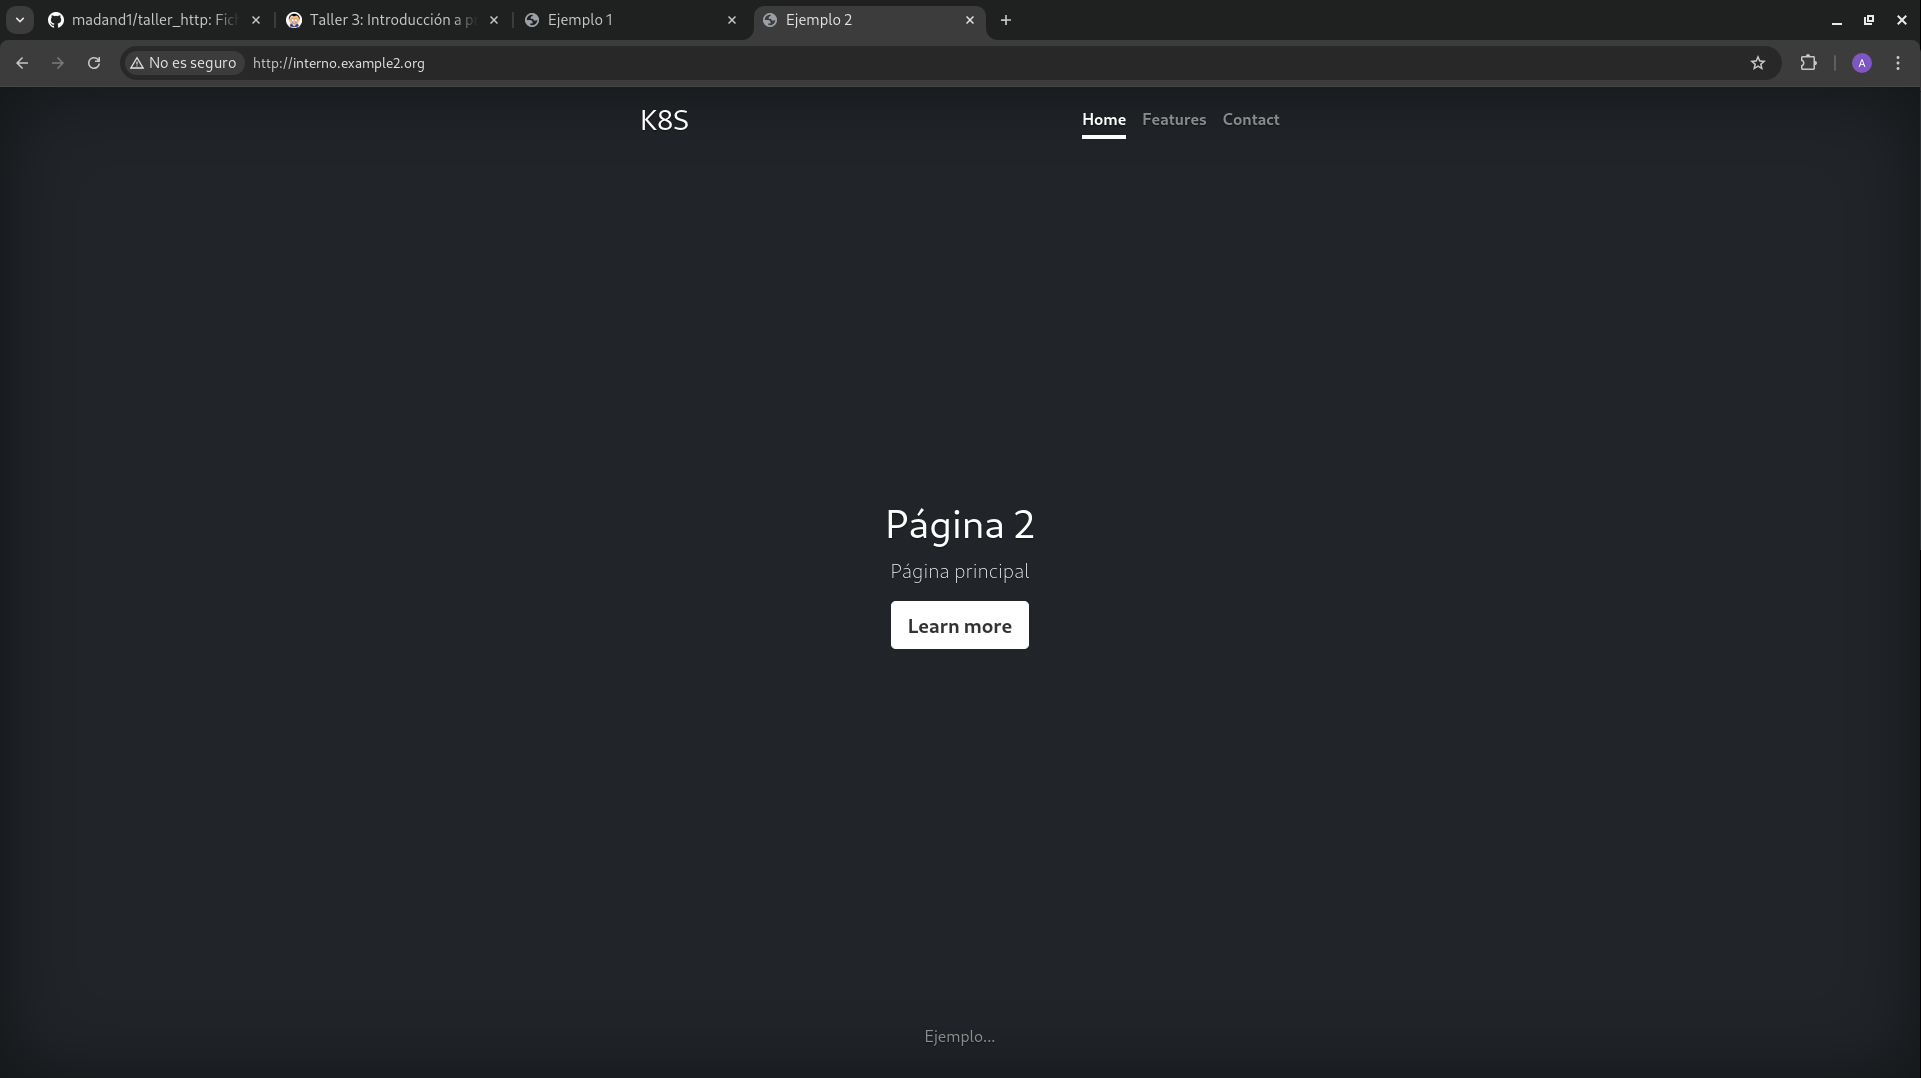 madand1/taller_http: Fic
Taller 3: Introducción a p
Ejemplo 1
Ejemplo 2
No es seguro
http://interno.example2.org
A
K8S
Home
Features
Contact
Página 2
Página principal
Learn more
Ejemplo...